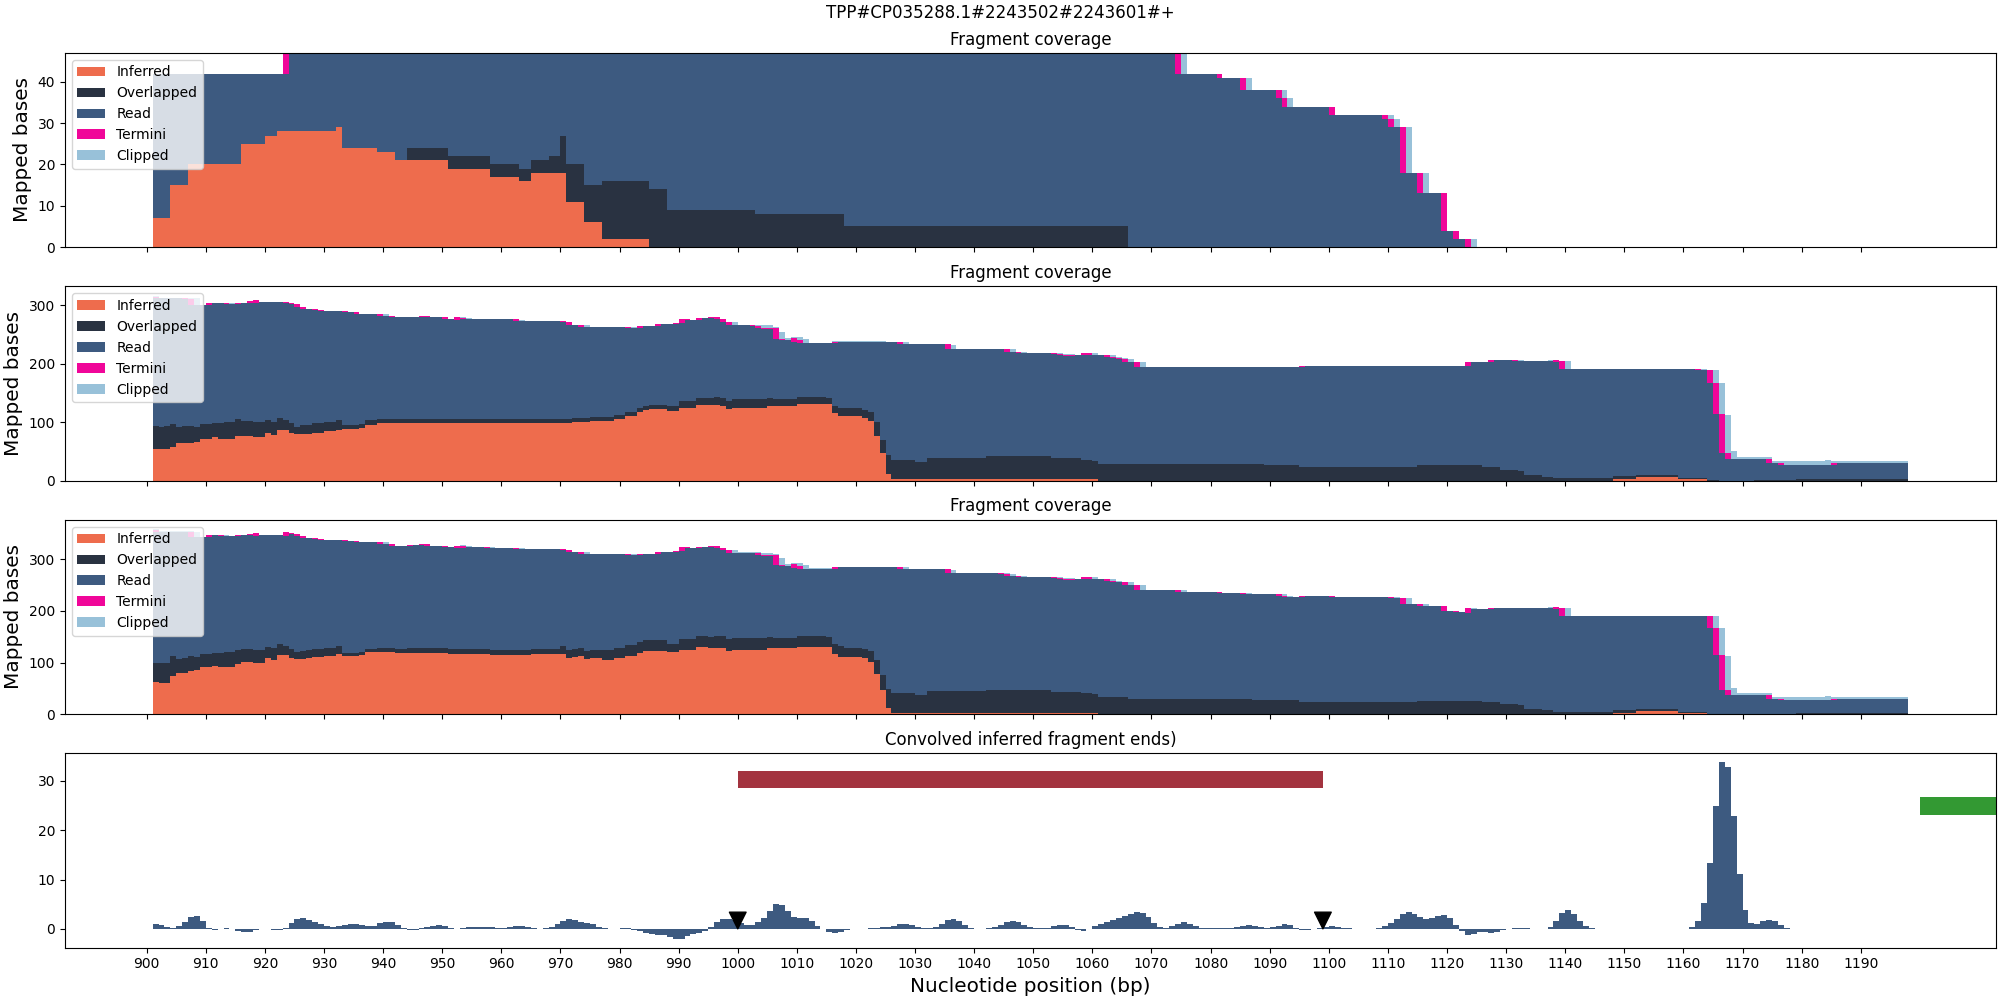 TPP#CP035288.1#2243502#2243601#+
Fragment coverage
Mapped bases
40
30
20
10
0
Inferred
Overlapped
Read
Termini
Clipped
Fragment coverage
Mapped bases
300
200
100
0
Inferred
Overlapped
Read
Termini
Clipped
Fragment coverage
Mapped bases
300
200
100
0
Inferred
Overlapped
Read
Termini
Clipped
Convolved inferred fragment ends)
30
20
10
0
900 910 920 930 940 950 960 970 980 990 1000 1010 1020 1030 1040 1050 1060 1070 1080 1090 1100 1110 1120 1130 1140 1150 1160 1170 1180 1190
Nucleotide position (bp)